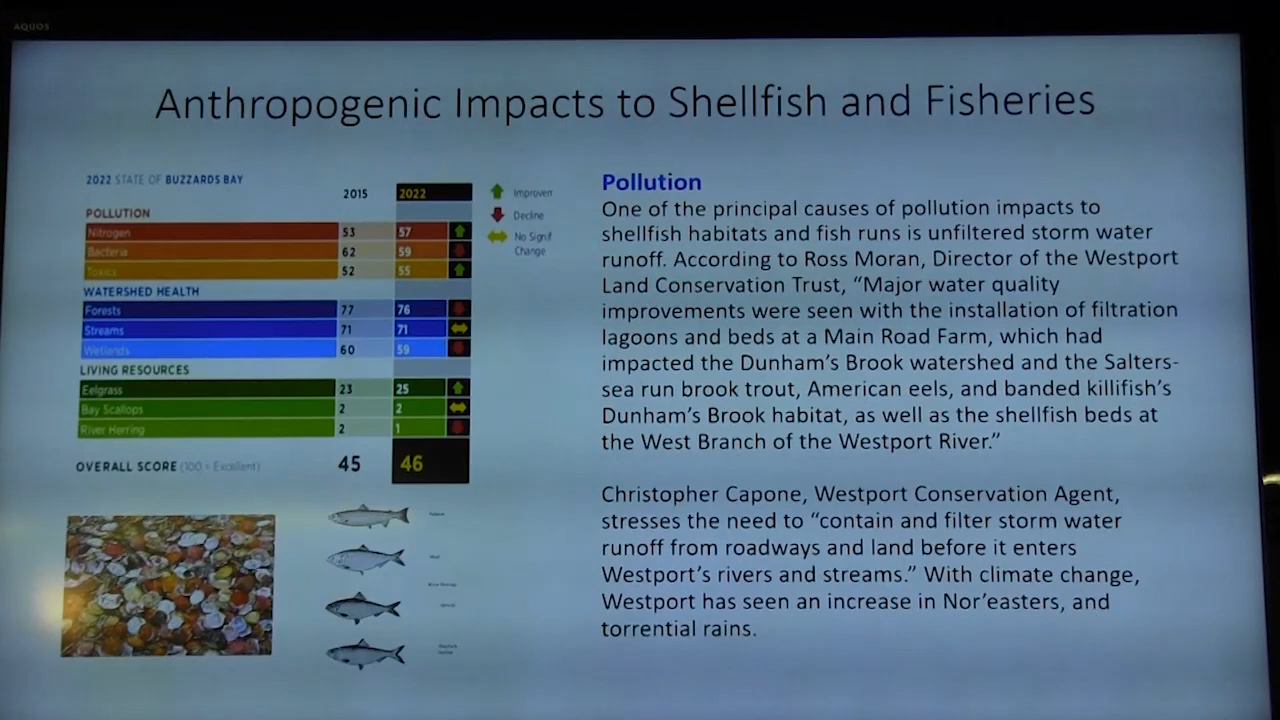 AQUOS
Anthropogenic Impacts to Shellfish and Fisheries
2022 STATE OF BUZZARDS BAY
2015 2022
POLLUTION
Nitrogen 53 57
Bacteria 62 59
Toxics 52 55
WATERSHED HEALTH
Forests 77 76
Streams 71 71
Wetlands 60 59
LIVING RESOURCES
Eelgrass 23 25
Bay Scallops 2 2
River Herring 2 1
OVERALL SCORE (100 = Excellent) 45 46
Improven
Decline
No Signif
Change
Pollution
One of the principal causes of pollution impacts to
shellfish habitats and fish runs is unfiltered storm water
runoff. According to Ross Moran, Director of the Westport
Land Conservation Trust, “Major water quality
improvements were seen with the installation of filtration
lagoons and beds at a Main Road Farm, which had
impacted the Dunham’s Brook watershed and the Salters-
sea run brook trout, American eels, and banded killifish’s
Dunham’s Brook habitat, as well as the shellfish beds at
the West Branch of the Westport River.”
Christopher Capone, Westport Conservation Agent,
stresses the need to “contain and filter storm water
runoff from roadways and land before it enters
Westport’s rivers and streams.” With climate change,
Westport has seen an increase in Nor’easters, and
torrential rains.